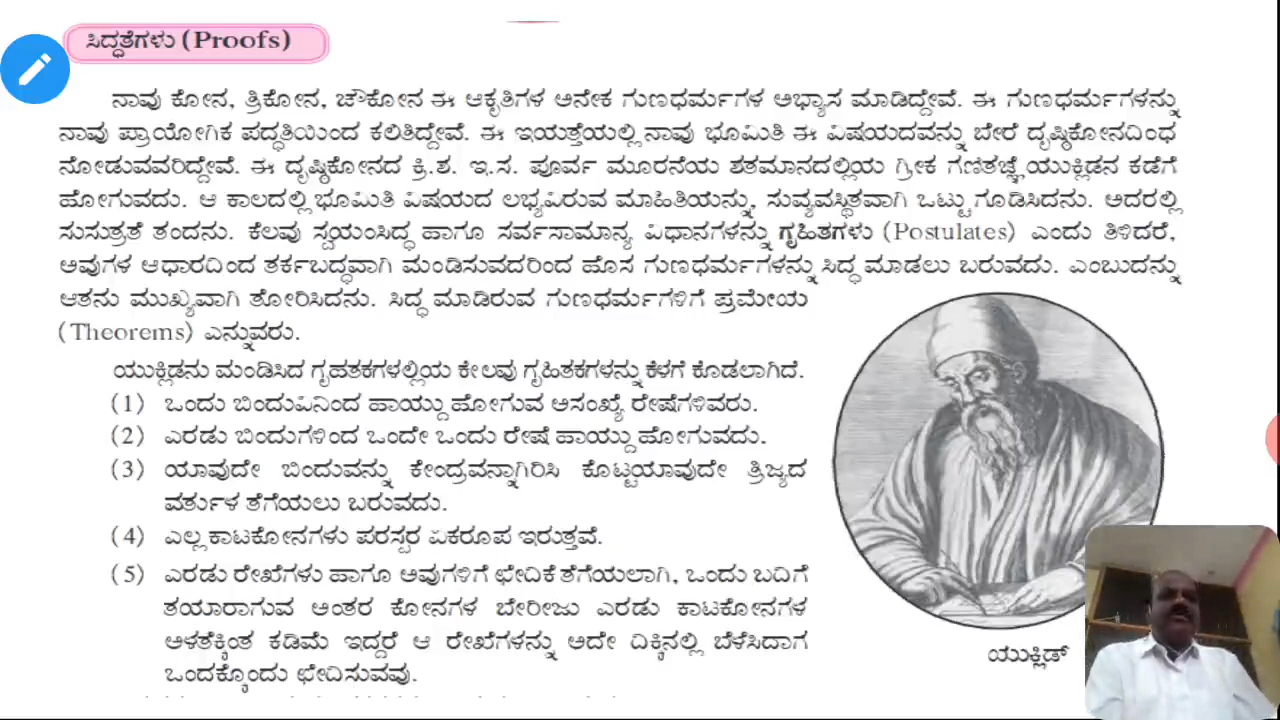 ಸಿದ್ಧತೆಗಳು (Proofs)
ನಾವು ಕೋನ, ತ್ರಿಕೋನ, ಚೌಕೋನ ಈ ಆಕೃತಿಗಳ ಅನೇಕ ಗುಣಧರ್ಮಗಳ ಅಭ್ಯಾಸ ಮಾಡಿದ್ದೇವೆ. ಈ ಗುಣಧರ್ಮಗಳನ್ನು
ನಾವು ಪ್ರಾಯೋಗಿಕ ಪದ್ಧತಿಯಿಂದ ಕಲಿತಿದ್ದೇವೆ. ಈ ಇಯತ್ತೆಯಲ್ಲಿ ನಾವು ಭೂಮಿತಿ ಈ ವಿಷಯದವನ್ನು ಬೇರೆ ದೃಷ್ಠಿಕೋನದಿಂಧ
ನೋಡುವವರಿದ್ದೇವೆ. ಈ ದೃಷ್ಠಿಕೋನದ ಕ್ರಿ.ಶ. ಇ.ಸ. ಪೂರ್ವ ಮೂರನೆಯ ಶತಮಾನದಲ್ಲಿಯ ಗ್ರೀಕ ಗಣಿತಜ್ಞೆ ಯುಕ್ಲಿಡನ ಕಡೆಗೆ
ಹೋಗುವದು. ಆ ಕಾಲದಲ್ಲಿ ಭೂಮಿತಿ ವಿಷಯದ ಲಭ್ಯವಿರುವ ಮಾಹಿತಿಯನ್ನು, ಸುವ್ಯವಸ್ಥಿತವಾಗಿ ಒಟ್ಟುಗೂಡಿಸಿದನು. ಅದರಲ್ಲಿ
ಸುಸುತ್ರತೆ ತಂದನು. ಕೆಲವು ಸ್ವಯಂಸಿದ್ಧ ಹಾಗೂ ಸರ್ವಸಾಮಾನ್ಯ ವಿಧಾನಗಳನ್ನು ಗೃಹಿತಗಳು (Postulates) ಎಂದು ತಿಳಿದರೆ,
ಅವುಗಳ ಆಧಾರದಿಂದ ತರ್ಕಬದ್ಧವಾಗಿ ಮಂಡಿಸುವದರಿಂದ ಹೊಸ ಗುಣಧರ್ಮಗಳನ್ನು ಸಿದ್ಧ ಮಾಡಲು ಬರುವದು. ಎಂಬುದನ್ನು
ಆತನು ಮುಖ್ಯವಾಗಿ ತೋರಿಸಿದನು. ಸಿದ್ಧ ಮಾಡಿರುವ ಗುಣಧರ್ಮಗಳಿಗೆ ಪ್ರಮೇಯ
(Theorems) ಎನ್ನುವರು.
ಯುಕ್ಲಿಡನು ಮಂಡಿಸಿದ ಗೃಹತಕಗಳಲ್ಲಿಯ ಕೇಲವು ಗೃಹಿತಕಗಳನ್ನು ಕೆಳಗೆ ಕೊಡಲಾಗಿದೆ.
(1) ಒಂದು ಬಿಂದುವಿನಿಂದ ಹಾಯ್ದು ಹೋಗುವ ಅಸಂಖ್ಯೆ ರೇಷೆಗಳಿವರು.
(2) ಎರಡು ಬಿಂದುಗಳಿಂದ ಒಂದೇ ಒಂದು ರೇಷೆ ಹಾಯ್ದು ಹೋಗುವದು.
(3) ಯಾವುದೇ ಬಿಂದುವನ್ನು ಕೇಂದ್ರವನ್ನಾಗಿರಿಸಿ ಕೊಟ್ಟಯಾವುದೇ ತ್ರಿಜ್ಯದ
ವರ್ತುಳ ತೆಗೆಯಲು ಬರುವದು.
(4) ಎಲ್ಲ ಕಾಟಕೋನಗಳು ಪರಸ್ಪರ ಏಕರೂಪ ಇರುತ್ತವೆ.
(5) ಎರಡು ರೇಖೆಗಳು ಹಾಗೂ ಅವುಗಳಿಗೆ ಛೇದಿಕೆ ತೆಗೆಯಲಾಗಿ, ಒಂದು ಬದಿಗೆ
ತಯಾರಾಗುವ ಅಂತರ ಕೋನಗಳ ಬೇರೀಜು ಎರಡು ಕಾಟಕೋನಗಳ
ಅಳತೆಕ್ಕಿಂತ ಕಡಿಮೆ ಇದ್ದರೆ ಆ ರೇಖೆಗಳನ್ನು ಅದೇ ದಿಕ್ಕಿನಲ್ಲಿ ಬೆಳೆಸಿದಾಗ
ಒಂದಕ್ಕೊಂದು ಛೇದಿಸುವವು.
ಯುಕ್ಲಿಡ್